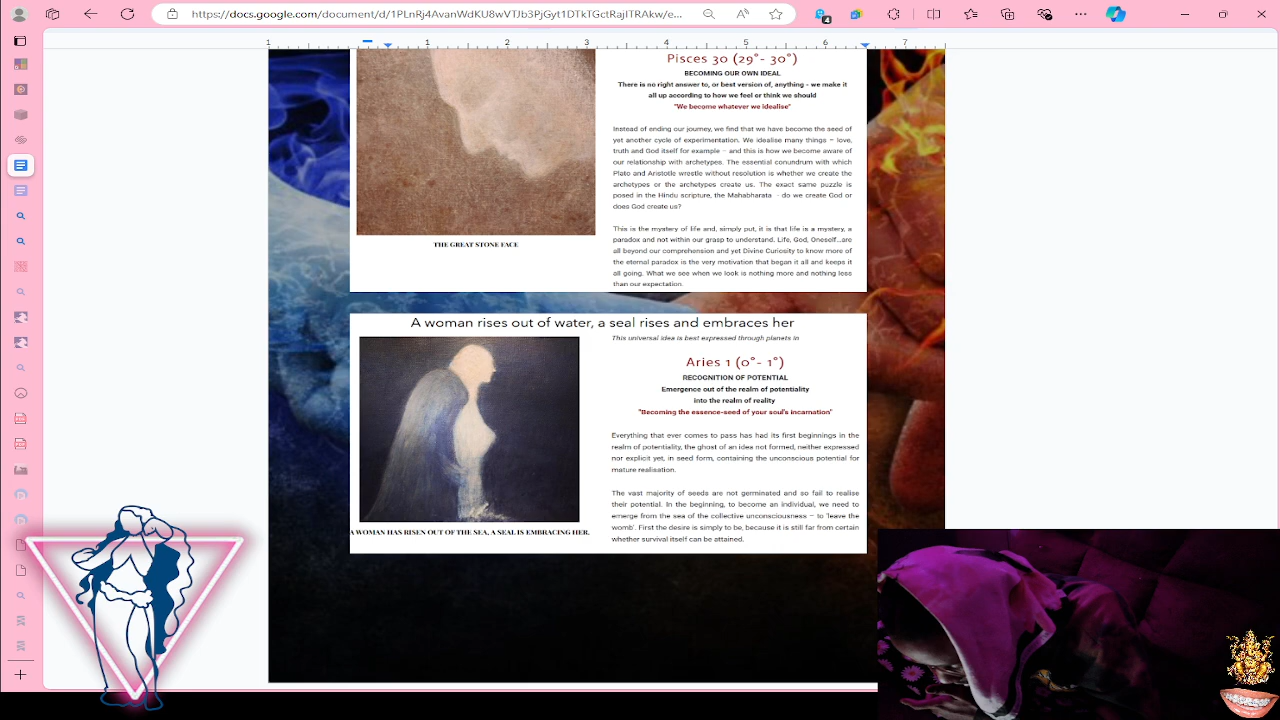 https://docs.google.com/document/d/1PLnRj4AvanYWdKU8wVTJb3PjGyt1DTkTGctRajITrxM/e...
1 1 2 3 4 5 6 7
Pisces 30 (29°- 30°)
BECOMING OUR OWN IDEAL
There is no right answer to, or best version of, anything - we make it
all up according to how we feel or think we should
"We become whatever we idealise"
Instead of ending our journey, we find that we have become the seed of
yet another cycle of experimentation. We idealise many things – love,
truth and God itself for example – and this is how we become aware of
our relationship with archetypes. The essential conundrum with which
Plato and Aristotle wrestle without resolution is whether we create the
archetypes or the archetypes create us. The exact same puzzle is
posed in the Hindu scripture, the Mahabharata - do we create God or
does God create us?
THE GREAT STONE FACE
This is the mystery of life and, simply put, it is that life is a mystery, a
paradox and not within our grasp to understand. Life, God, Oneself...are
all beyond our comprehension and yet Divine Curiosity to know more of
the eternal paradox is the very motivation that began it all and keeps it
all going. What we see when we look is nothing more and nothing less
than our expectation.
A woman rises out of water, a seal rises and embraces her
This universal idea is best expressed through planets in
Aries 1 (0°- 1°)
RECOGNITION OF POTENTIAL
Emergence out of the realm of potentiality
into the realm of reality
"Becoming the essence-seed of your soul's incarnation"
Everything that ever comes to pass has had its first beginnings in the
realm of potentiality, the ghost of an idea not formed, neither expressed
nor explicit yet, in seed form, containing the unconscious potential for
mature realisation.
The vast majority of seeds are not germinated and so fail to realise
their potential. In the beginning, to become an individual, we need to
emerge from the sea of the collective unconsciousness – to 'leave the
womb'. First the desire is simply to be, because it is still far from certain
whether survival itself can be attained.
A WOMAN HAS RISEN OUT OF THE SEA, A SEAL IS EMBRACING HER.